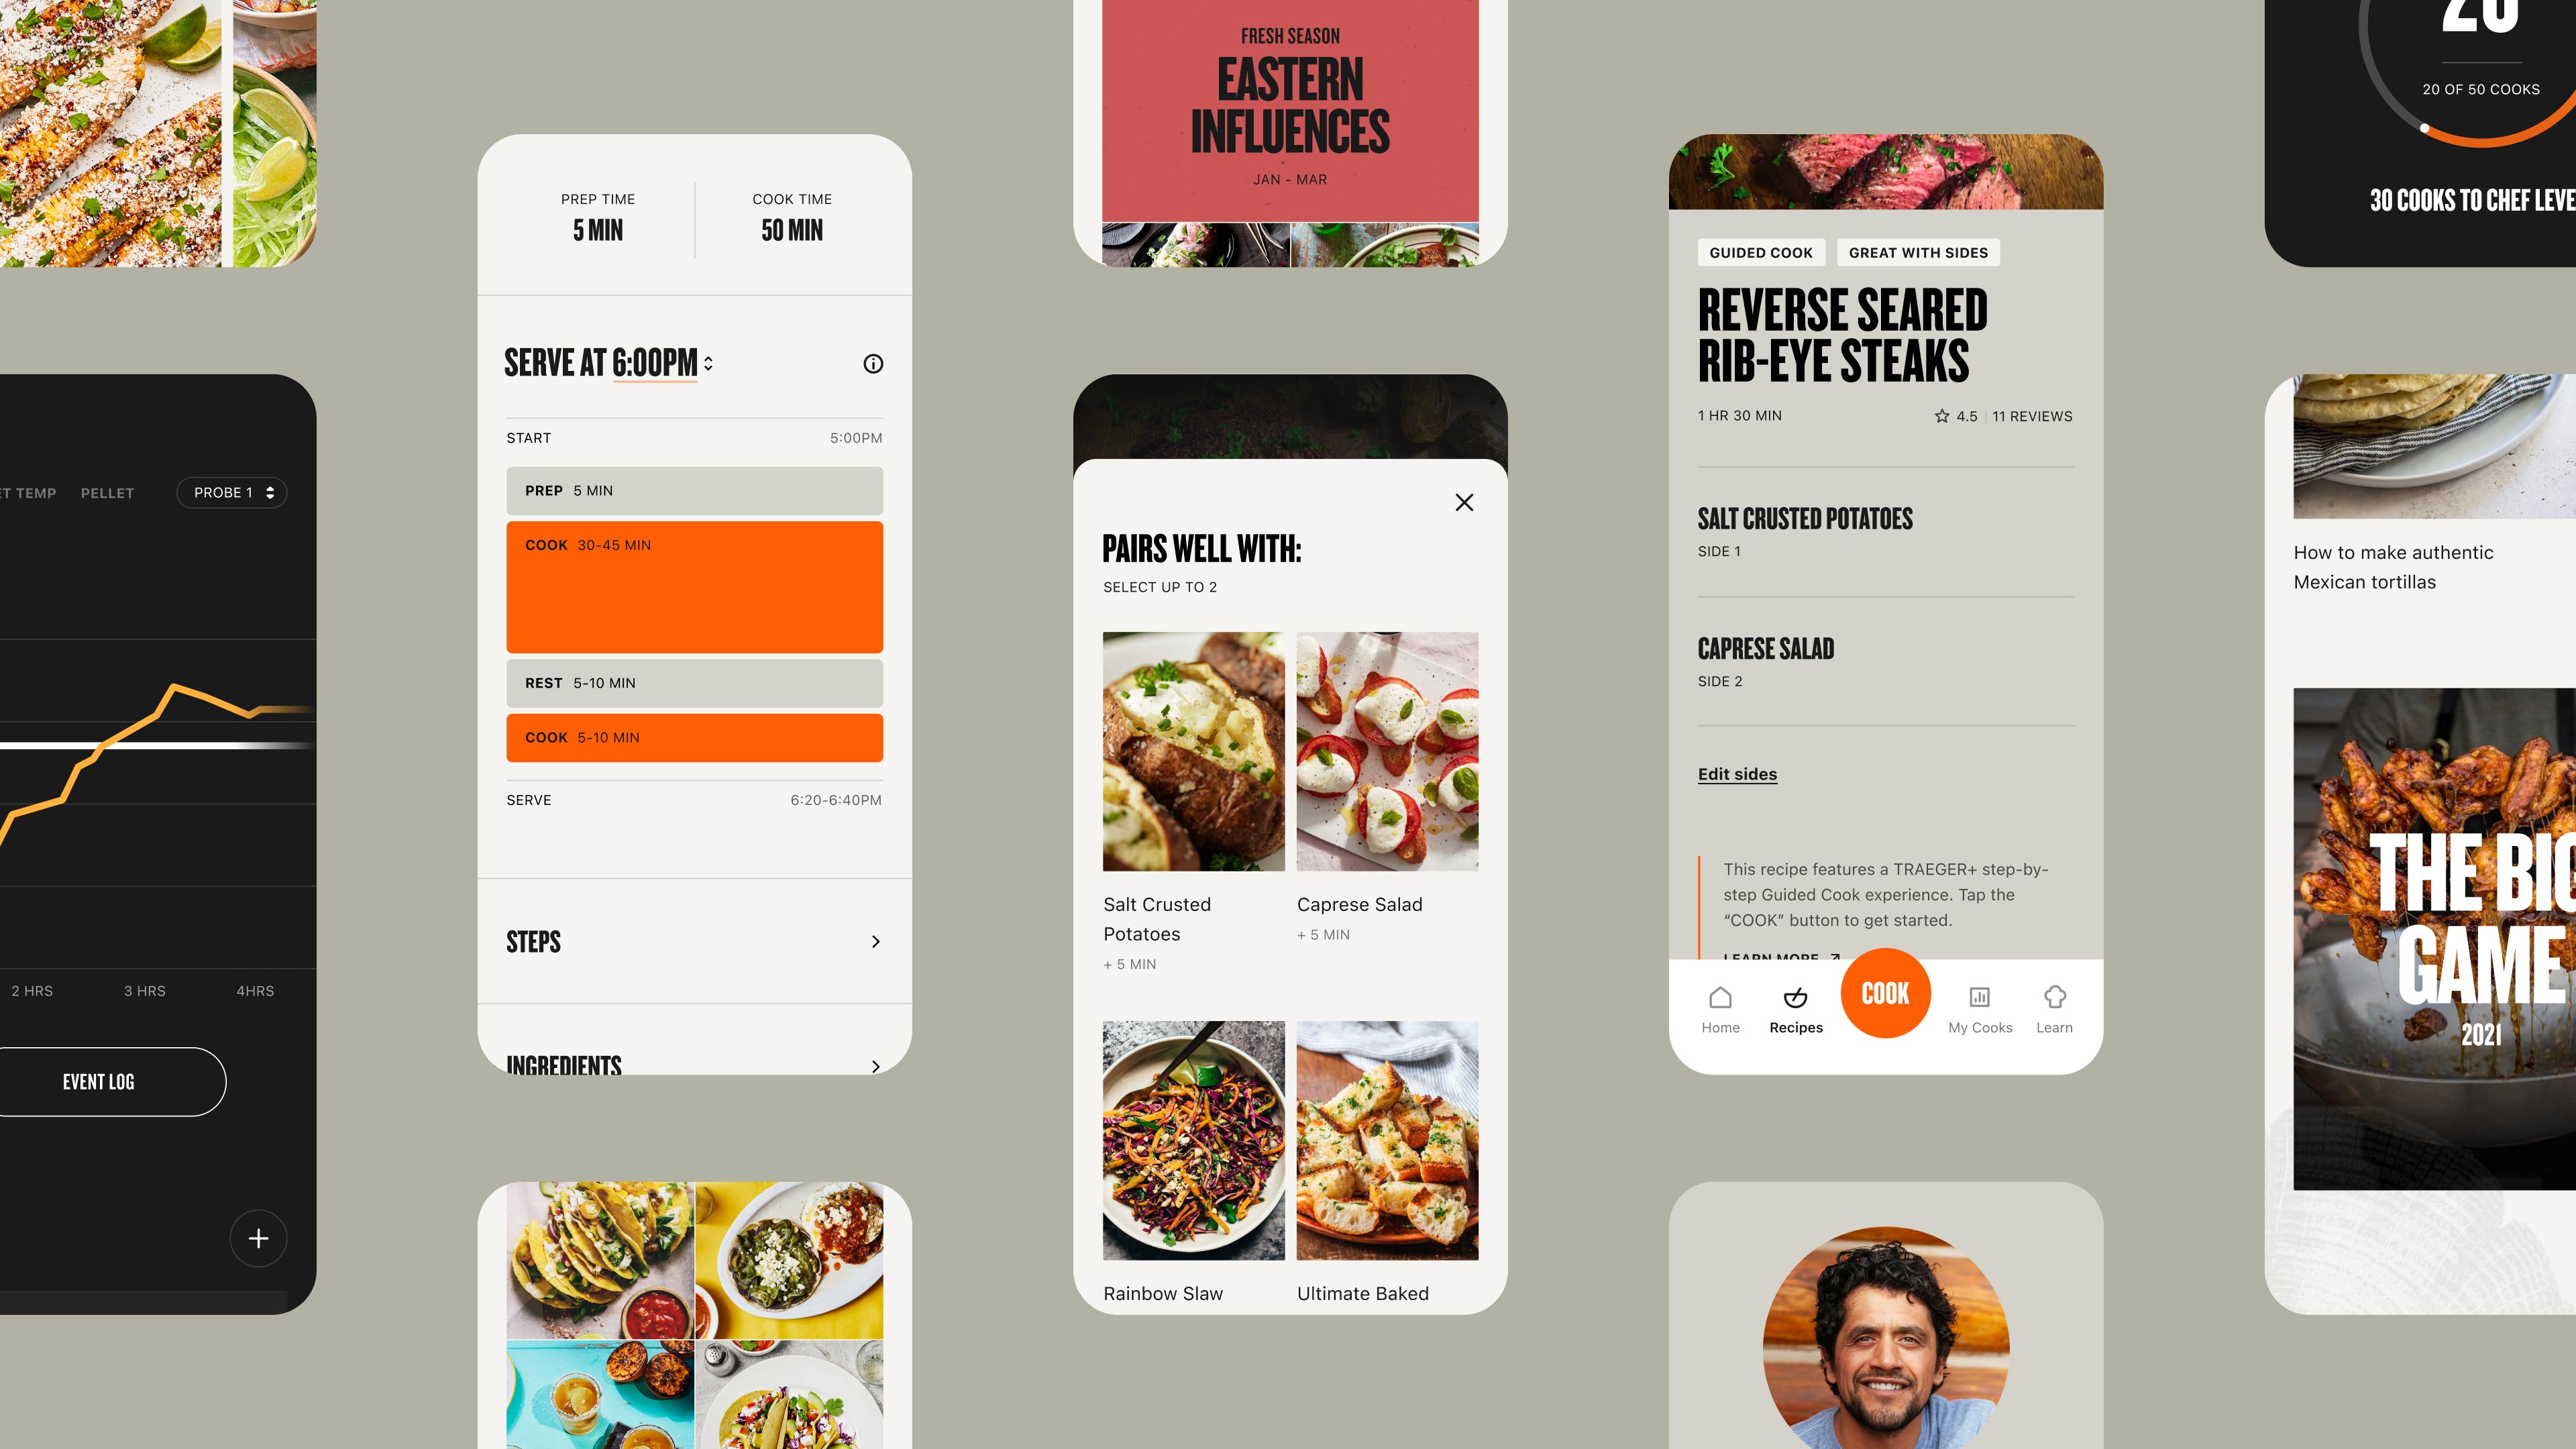 ET TEMP
PELLET
PROBE 1
2 HRS
3 HRS
4HRS
EVENT LOG
PREP TIME
5 MIN
COOK TIME
50 MIN
SERVE AT 6:00PM
START
5:00PM
PREP 5 MIN
COOK 30-45 MIN
REST 5-10 MIN
COOK 5-10 MIN
SERVE
6:20-6:40PM
STEPS
INGREDIENTS
FRESH SEASON
EASTERN
INFLUENCES
JAN - MAR
PAIRS WELL WITH:
SELECT UP TO 2
Salt Crusted
Potatoes
+ 5 MIN
Caprese Salad
+ 5 MIN
Rainbow Slaw
Ultimate Baked
GUIDED COOK
GREAT WITH SIDES
REVERSE SEARED
RIB-EYE STEAKS
1 HR 30 MIN
4.5 | 11 REVIEWS
SALT CRUSTED POTATOES
SIDE 1
CAPRESE SALAD
SIDE 2
Edit sides
This recipe features a TRAEGER+ step-by-
step Guided Cook experience. Tap the
“COOK” button to get started.
LEARN MORE
Home
Recipes
COOK
My Cooks
Learn
20
20 OF 50 COOKS
30 COOKS TO CHEF LEVE
How to make authentic
Mexican tortillas
THE BIG
GAME
2021